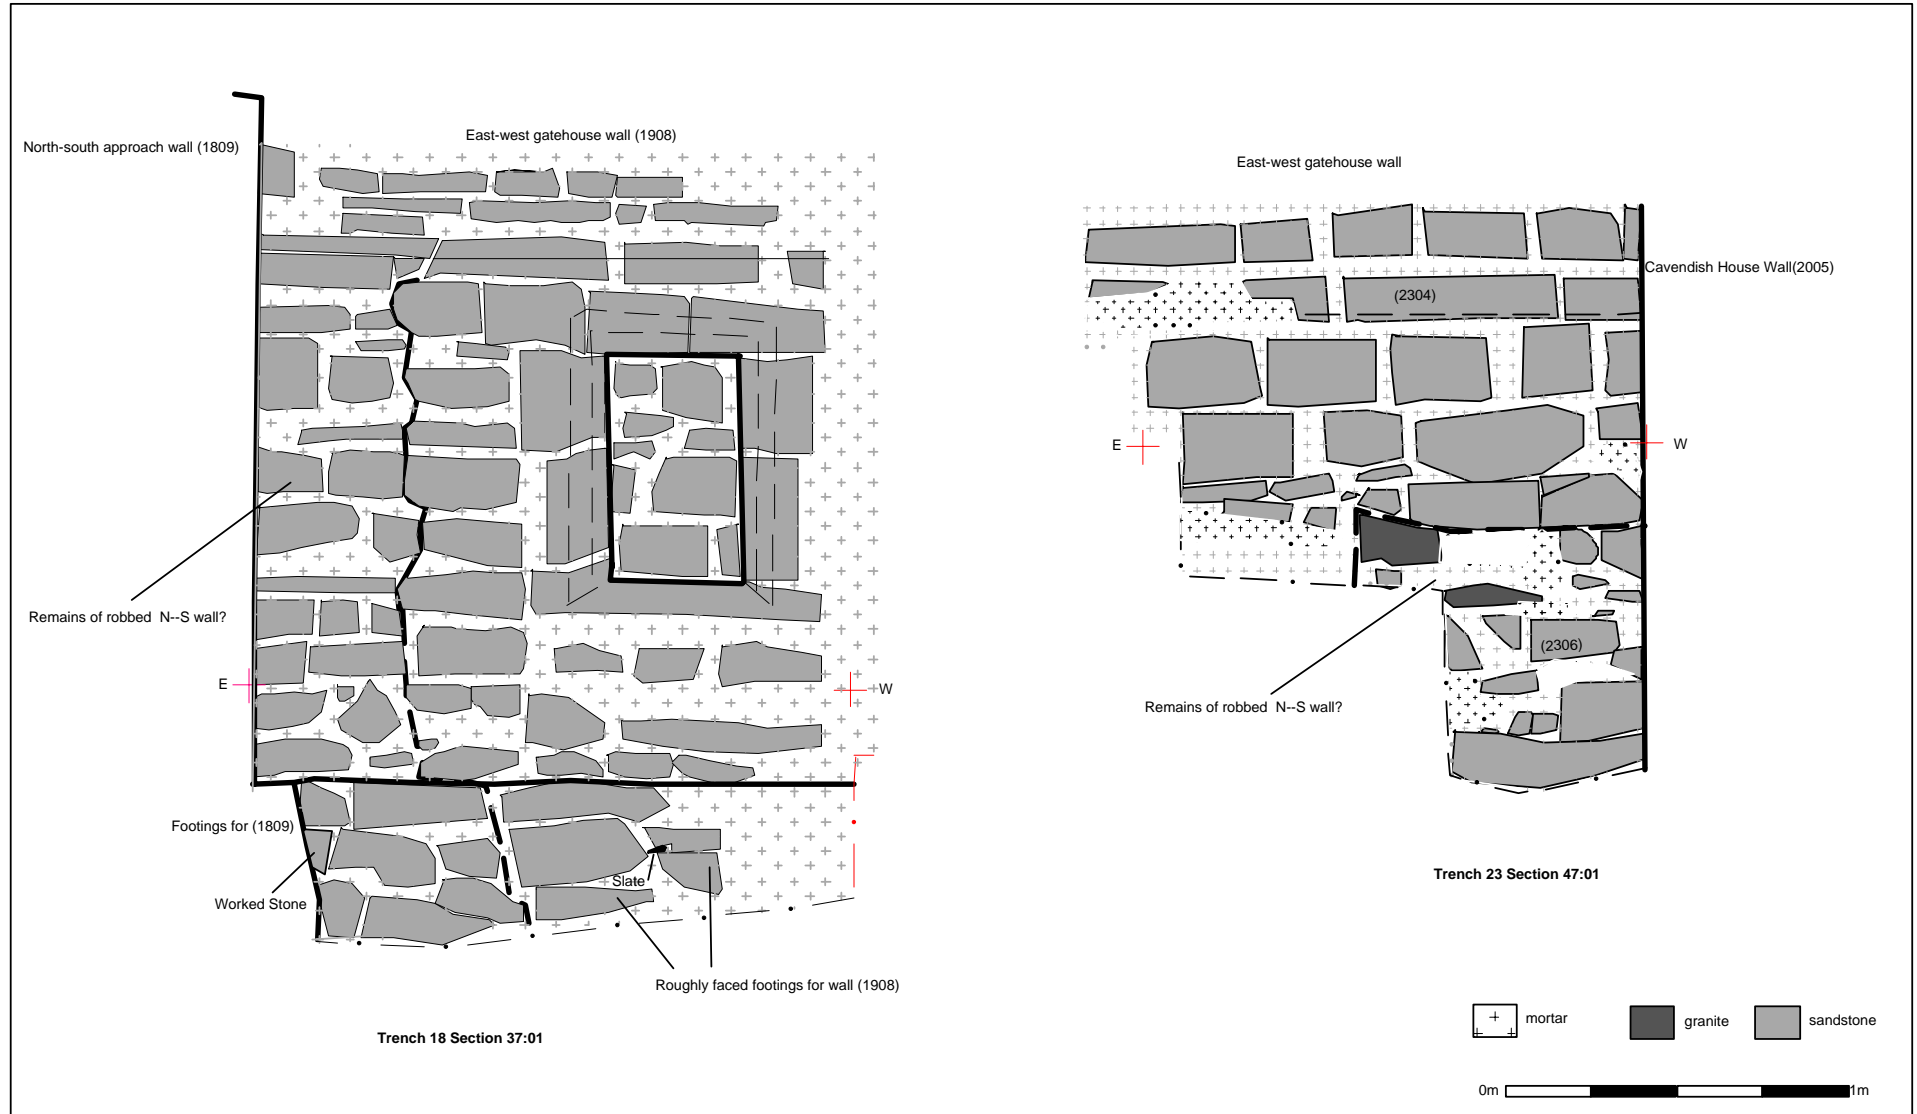 North-south approach wall (1809)
East-west gatehouse wall (1908)
East-west gatehouse wall
Cavendish House Wall(2005)
(2304)
E
W
Remains of robbed N--S wall?
(2306)
E
W
Remains of robbed N--S wall?
Footings for (1809)
Slate
Worked Stone
Roughly faced footings for wall (1908)
Trench 23 Section 47:01
Trench 18 Section 37:01
mortar
granite
sandstone
0m
1m